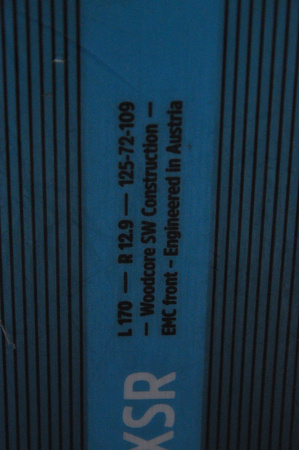 L 170 — R 12.9 — 125-72-109
— Woodcore SW Construction —
EMC front - Engineered In Austria
XSR